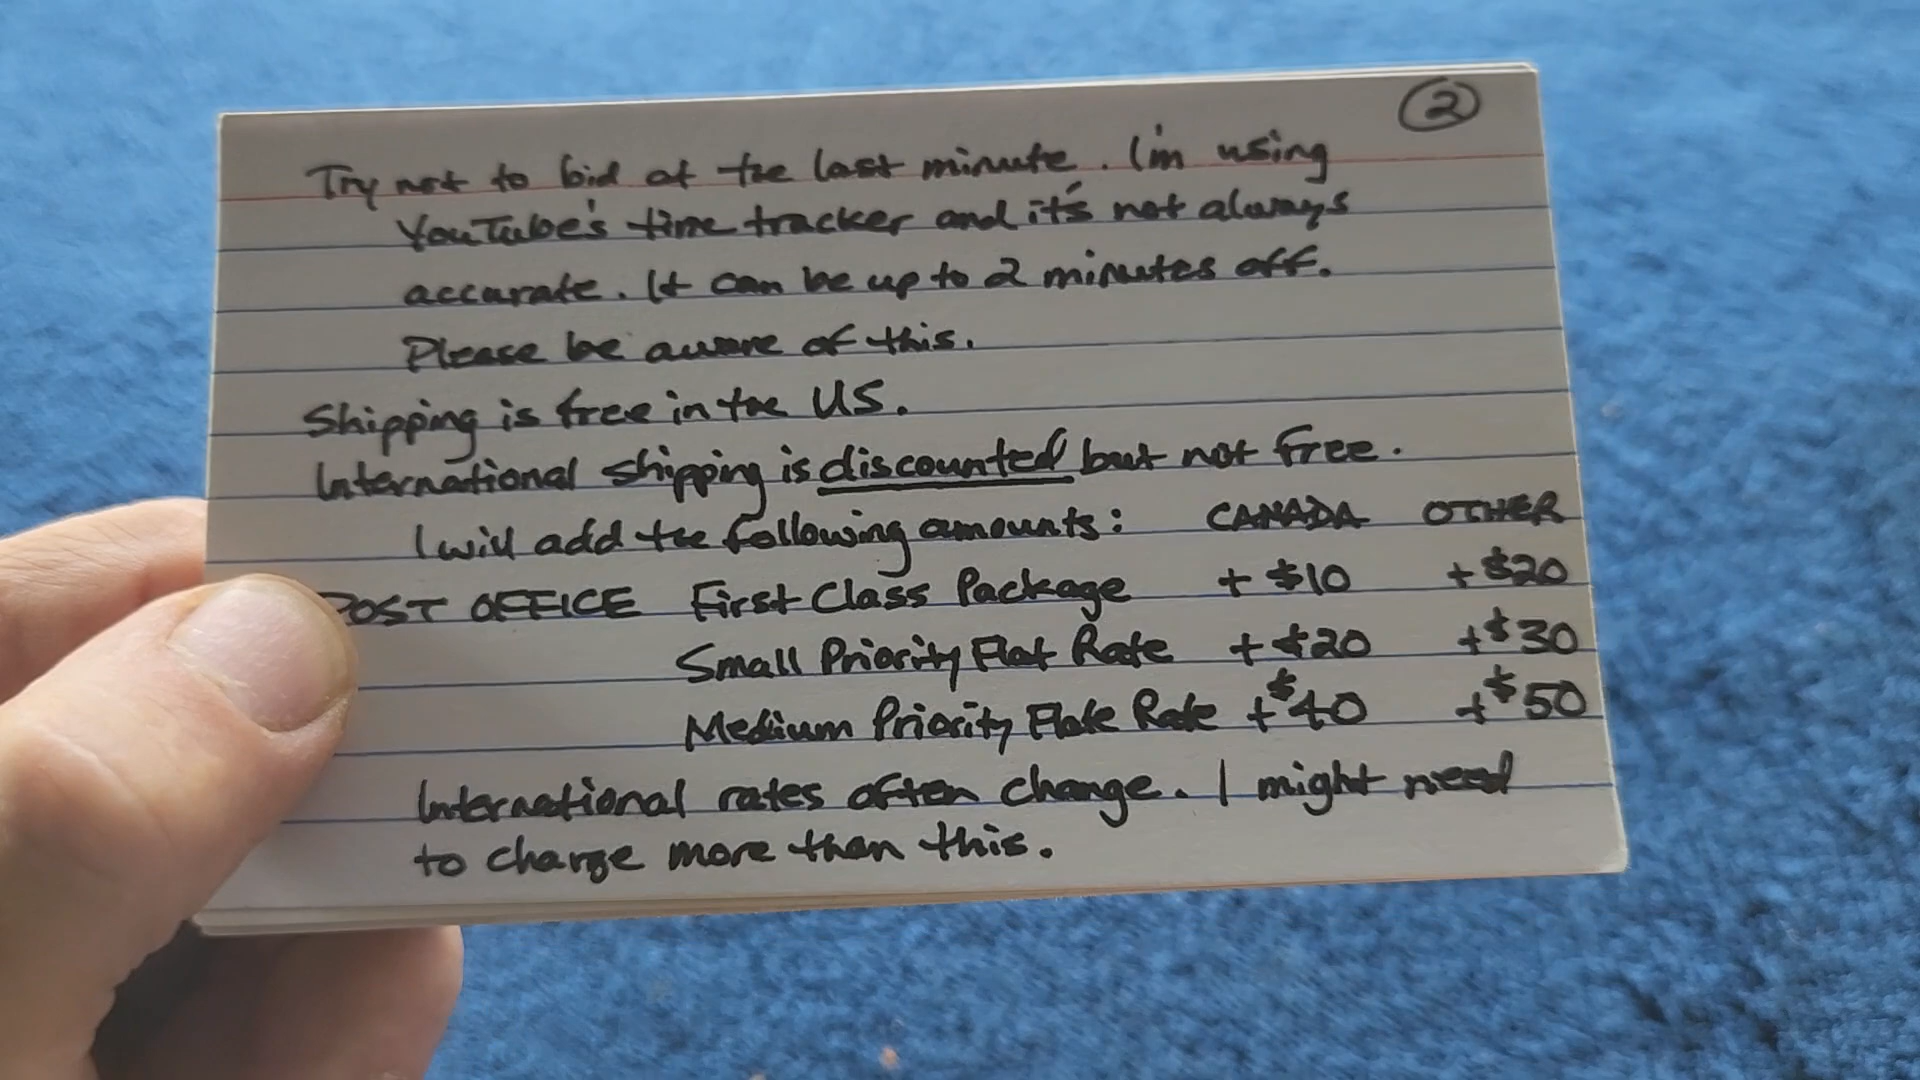 2
Try not to bid at the last minute. I'm using
YouTube's time tracker and it's not always
accurate. It can be up to 2 minutes off.
Please be aware of this.
Shipping is free in the US.
International shipping is discounted but not free.
I will add the following amounts: CANADA OTHER
POST OFFICE First Class Package +$10 +$20
Small Priority Flat Rate +$20 +$30
Medium Priority Flate Rate +$40 +$50
International rates often change. I might need
to charge more than this.